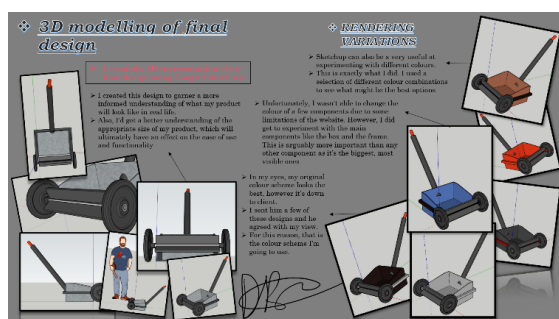 ❖ 3D modelling of final
design
➢ I created this design to garner a more
informed understanding of what my product
will look like in real life.
➢ Also, I'd get a better understanding of the
appropriate size of my product, which will
ultimately have an effect on the ease of use
and functionality
❖ RENDERING
VARIATIONS
➢ Sketchup can also be a very useful at
experimenting with different colours.
➢ This is exactly what I did. I used a
selection of different colour combinations
to see what might be the best options.
➢ Unfortunately, I wasn't able to change the
colour of a few components due to some
limitations of the website. However, I did
get to experiment with the main
components like the box and the frame.
This is arguably more important than any
other component as it's the biggest, most
visible ones
➢ In my eyes, my original
colour scheme looks the
best, however it's down
to client.
➢ I sent him a few of
these designs and he
agreed with my view.
➢ For this reason, that is
the colour scheme I'm
going to use.